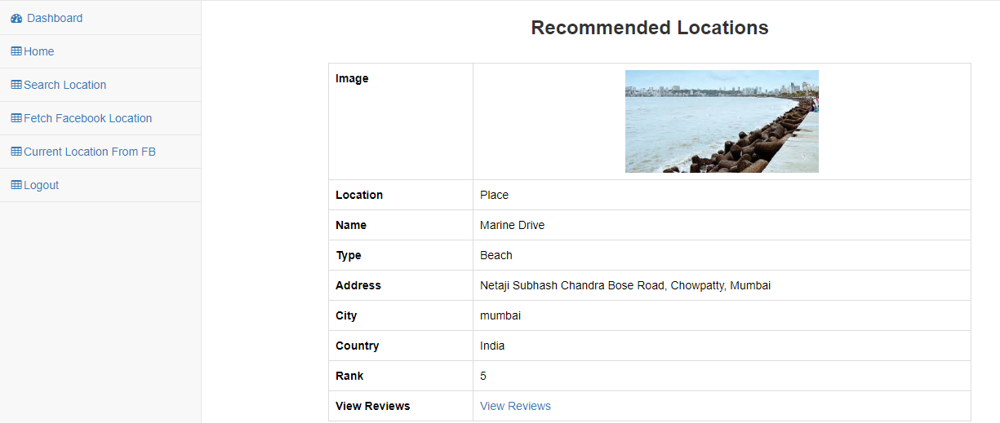 Dashboard
Home
Search Location
Fetch Facebook Location
Current Location From FB
Logout
Recommended Locations
Image
Location Place
Name Marine Drive
Type Beach
Address Netaji Subhash Chandra Bose Road, Chowpatty, Mumbai
City mumbai
Country India
Rank 5
View Reviews View Reviews